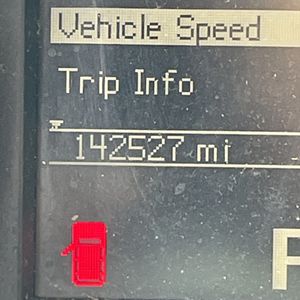 Vehicle Speed
Trip Info
142527 mi
P